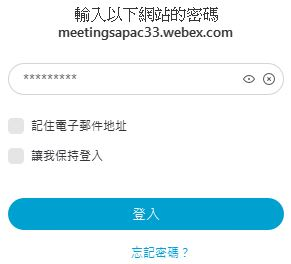 輸入以下網站的密碼
meetingsapac33.webex.com
*********
記住電子郵件地址
讓我保持登入
登入
忘記密碼？